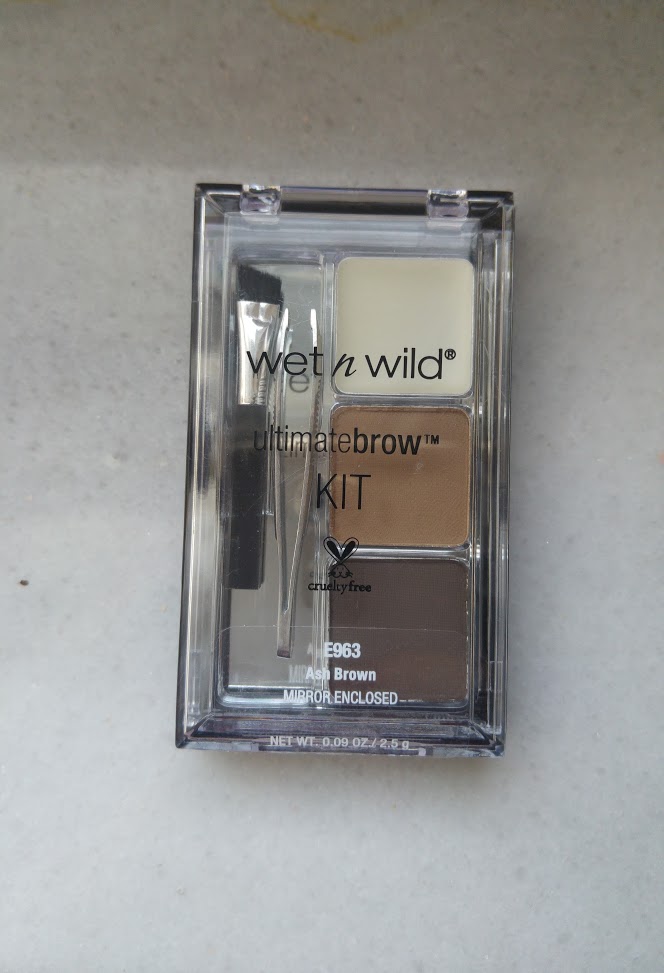 wet n wild®
ultimatebrow™
KIT
crueltyfree
E963
Ash Brown
MIRROR ENCLOSED
NET WT. 0.09 OZ./2.5 g